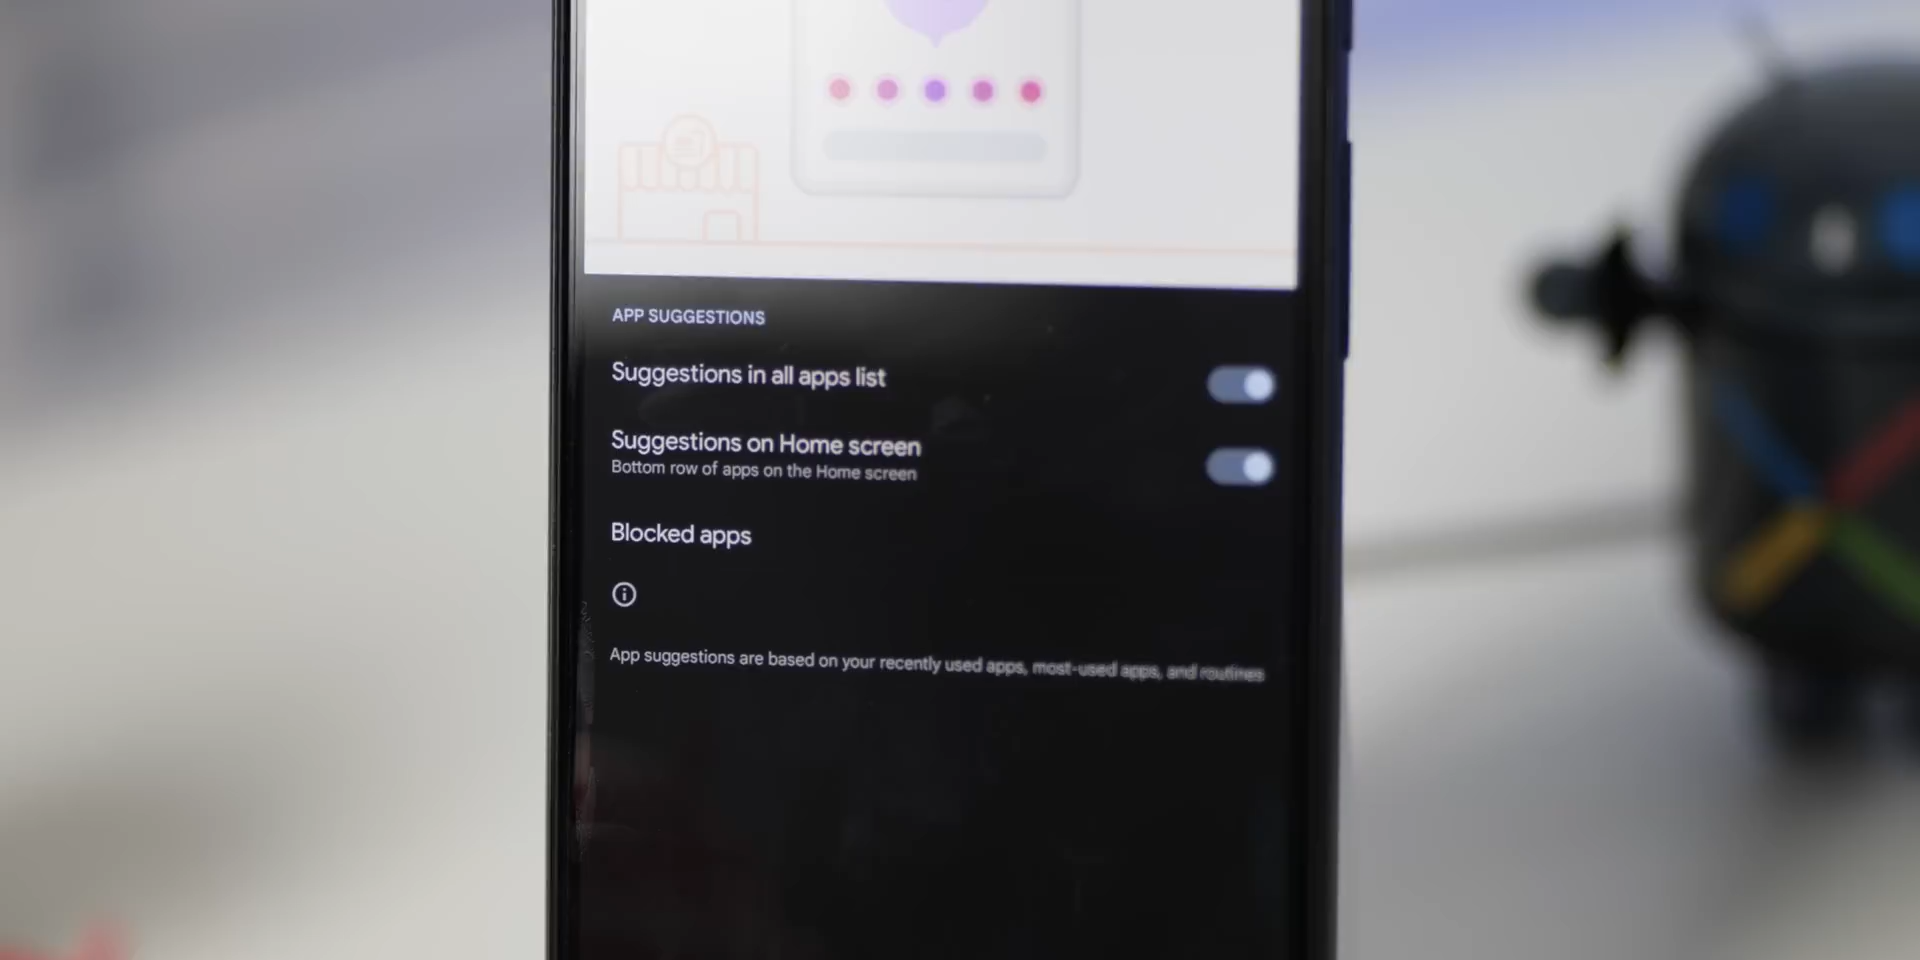 APP SUGGESTIONS
Suggestions in all apps list
Suggestions on Home screen
Bottom row of apps on the Home screen
Blocked apps
App suggestions are based on your recently used apps, most-used apps, and routines